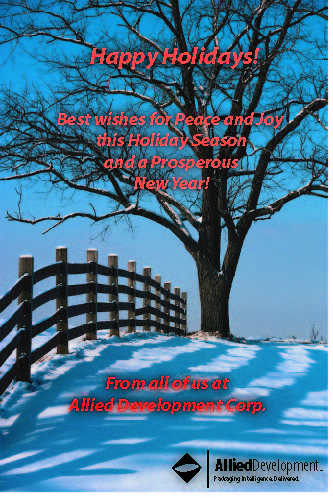 Happy Holidays!
Best wishes for Peace and Joy
this Holiday Season
and a Prosperous
New Year!
From all of us at
Allied Development Corp.
AlliedDevelopment
Packaging Intelligence. Delivered.